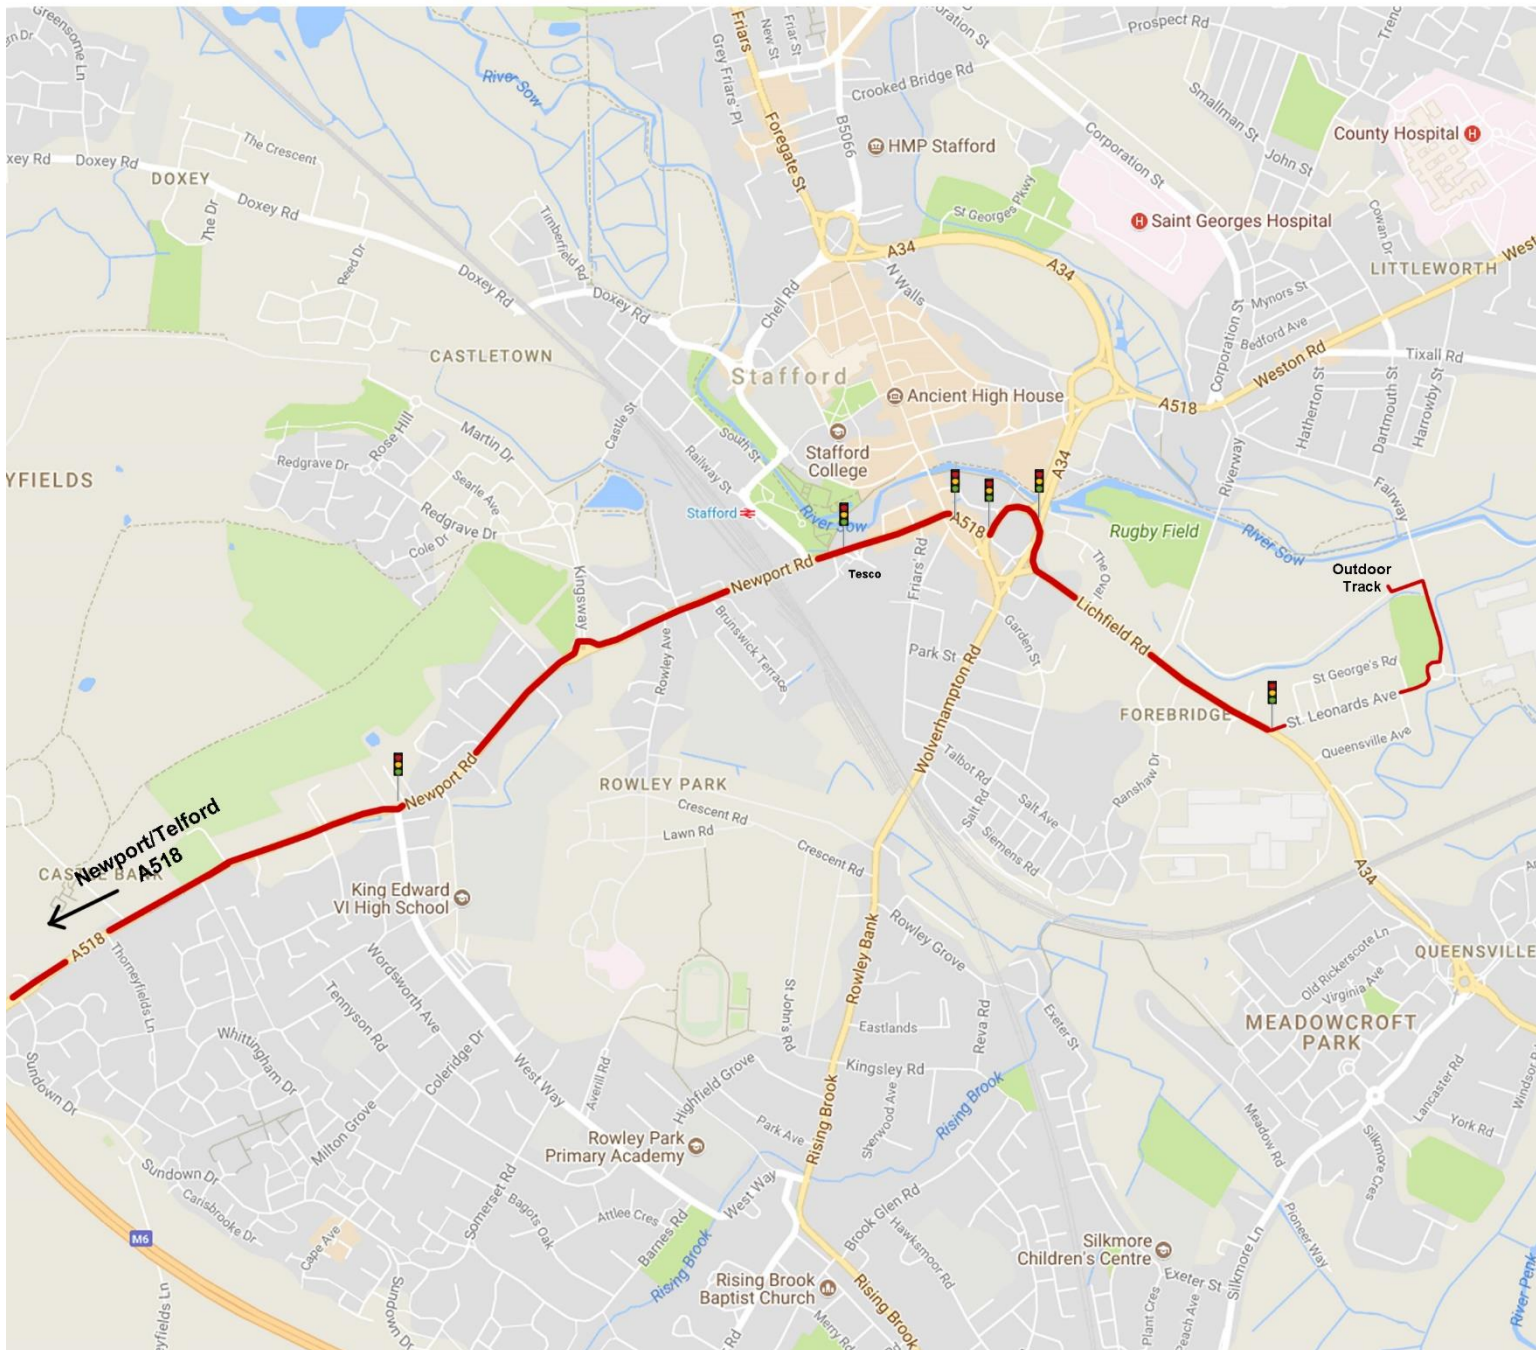 Greensome Ln
River Sow
Friars
New St
Friar St
Grey Friars' Pl
Crooked Bridge Rd
Prospect Rd
Smallman St
County Hospital
H
B5066
HMP Stafford
Foregate St
Corporation St
John St
The Crescent
Doxey Rd
DOXEY
The Dr
Doxey Rd
St Georges Pkwy
H
Saint Georges Hospital
Cowan Dr
LITTLEWORTH
Timberfield Rd
Reed Dr
Doxey Rd
Doxey Rd
A34
A34
N Walls
Chell Rd
Mynors St
Bedford Ave
Corporation St
Weston Rd
Tixall Rd
CASTLETOWN
Stafford
Ancient High House
A518
Hatherton St
Dartmouth St
Harrowby St
Rose Hill
Martin Dr
Castle St
South St
Railway St
Stafford
College
A34
Riverway
Fairway
Redgrave Dr
Searle Ave
Redgrave Dr
Cole Dr
Stafford
River Sow
A518
Rugby Field
River Sow
Newport Rd
Tesco
Friars' Rd
The Oval
Outdoor
Track
Kingsway
Lichfield Rd
Brunswick Terrace
Rowley Ave
Park St
Garden St
St George's Rd
St. Leonards Ave
FOREBRIDGE
Queensville Ave
Wolverhampton Rd
Newport Rd
ROWLEY PARK
Talbot Rd
Salt Rd
Salt Ave
Siemens Rd
Ranshaw Dr
Crescent Rd
Lawn Rd
Crescent Rd
Newport/Telford
A518
King Edward
VI High School
A34
A518
Thorneyfields Ln
Wordsworth Ave
Tennyson Rd
Whittingham Dr
Coleridge Dr
Milton Grove
Rowley Bank
Rowley Grove
St John's Rd
Eastlands
Reva Rd
Exeter St
Kingsley Rd
Old Rickerscote Ln
Virginia Ave
QUEENSVILLE
MEADOWCROFT
PARK
Sundown Dr
West Way
Averill Rd
Highfield Grove
Park Ave
Sherwood Ave
Rising Brook
Rising Brook
Lancaster Rd
York Rd
Meadow Rd
Silkmore Cres
Rowley Park
Primary Academy
Sundown Dr
Carisbrooke Dr
Cape Ave
Somerset Rd
Bagots Oak
Attlee Cres
Barnes Rd
West Way
Brook Glen Rd
Hawksmoor Rd
M6
Silkmore
Children's Centre
Exeter St
Silkmore Ln
Pioneer Way
Rising Brook
Rising Brook
Baptist Church
Rising Brook
Merry Rd
Sundown Dr
Plant Cres
River Penk